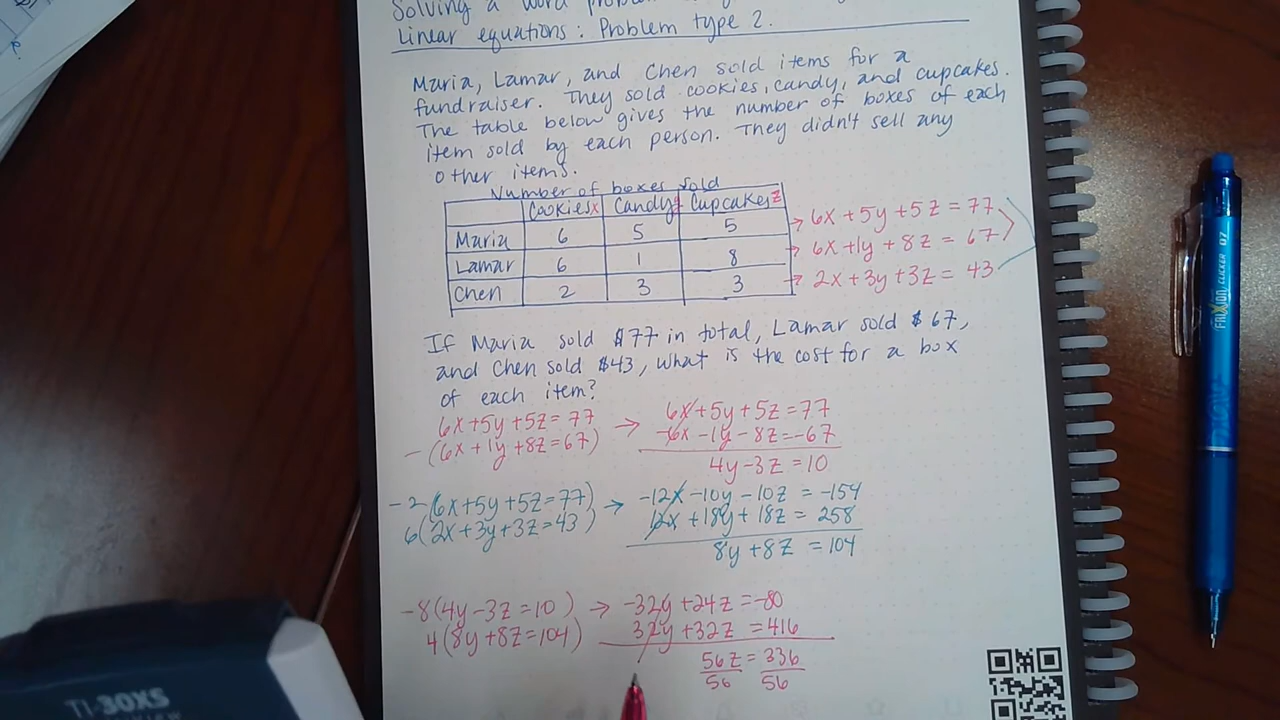 Solving a word problem
Linear equations: Problem type 2.
Maria, Lamar, and Chen sold items for a
fundraiser. They sold cookies, candy, and cupcakes.
The table below gives the number of boxes of each
item sold by each person. They didn't sell any
other items.
Number of boxes sold
Cookies x Candy y Cupcakes z
Maria 6 5 5 → 6x + 5y + 5z = 77
Lamar 6 1 8 → 6x + 1y + 8z = 67
Chen 2 3 3 → 2x + 3y + 3z = 43
If Maria sold $77 in total, Lamar sold $67,
and Chen sold $43, what is the cost for a box
of each item?
6x + 5y + 5z = 77 → 6x + 5y + 5z = 77
-(6x + 1y + 8z = 67) -6x - 1y - 8z = -67
4y - 3z = 10
-2(6x + 5y + 5z = 77) → -12x - 10y - 10z = -154
6(2x + 3y + 3z = 43) 12x + 18y + 18z = 258
8y + 8z = 104
-8(4y - 3z = 10) → -32y + 24z = -80
4(8y + 8z = 104) 32y + 32z = 416
56z = 336
56 56
TI-30XS
FRIXION CLICKER 07